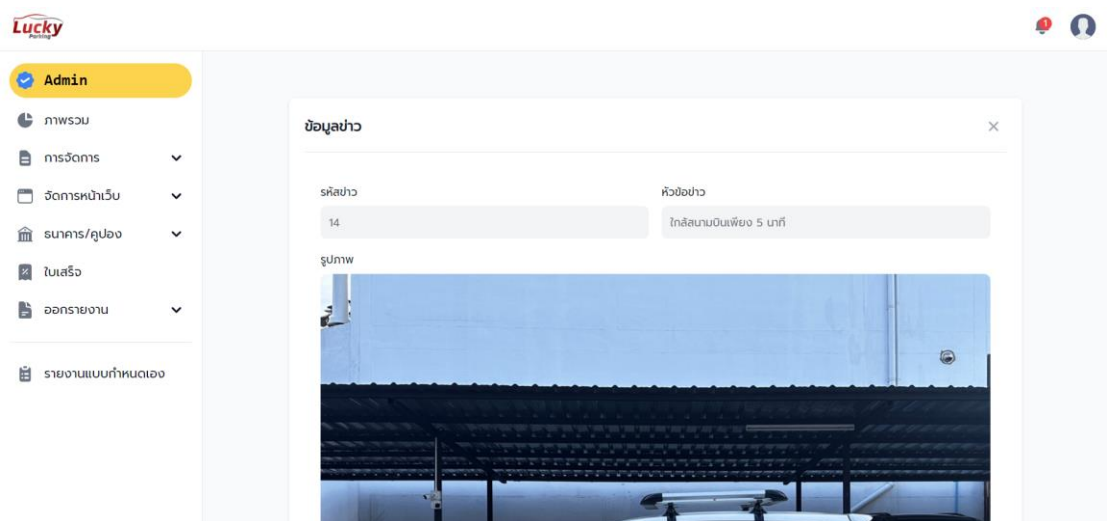 Lucky
Parking
1
Admin
ภาพรวม
การจัดการ
จัดการหน้าเว็บ
ธนาคาร/คูปอง
ใบเสร็จ
ออกรายงาน
รายงานแบบกำหนดเอง
ข้อมูลข่าว
รหัสข่าว
14
หัวข้อข่าว
ใกล้สนามบินเพียง 5 นาที
รูปภาพ